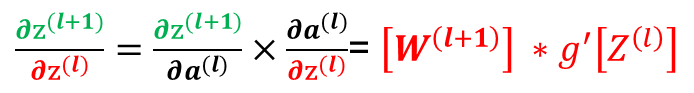 ∂z^(l+1)/∂z^(l) = ∂z^(l+1)/∂a^(l) × ∂a^(l)/∂z^(l) = [W^(l+1)] * g′[Z^(l)]